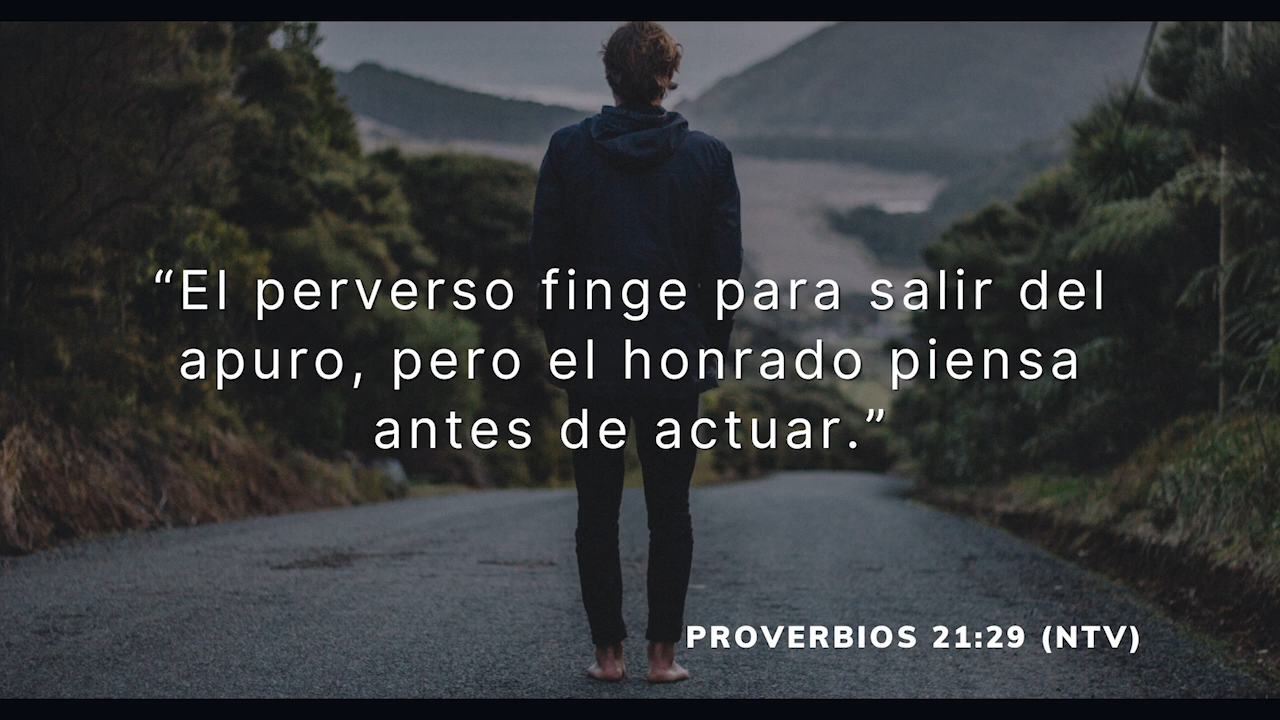 “El perverso finge para salir del
apuro, pero el honrado piensa
antes de actuar.”
PROVERBIOS 21:29 (NTV)